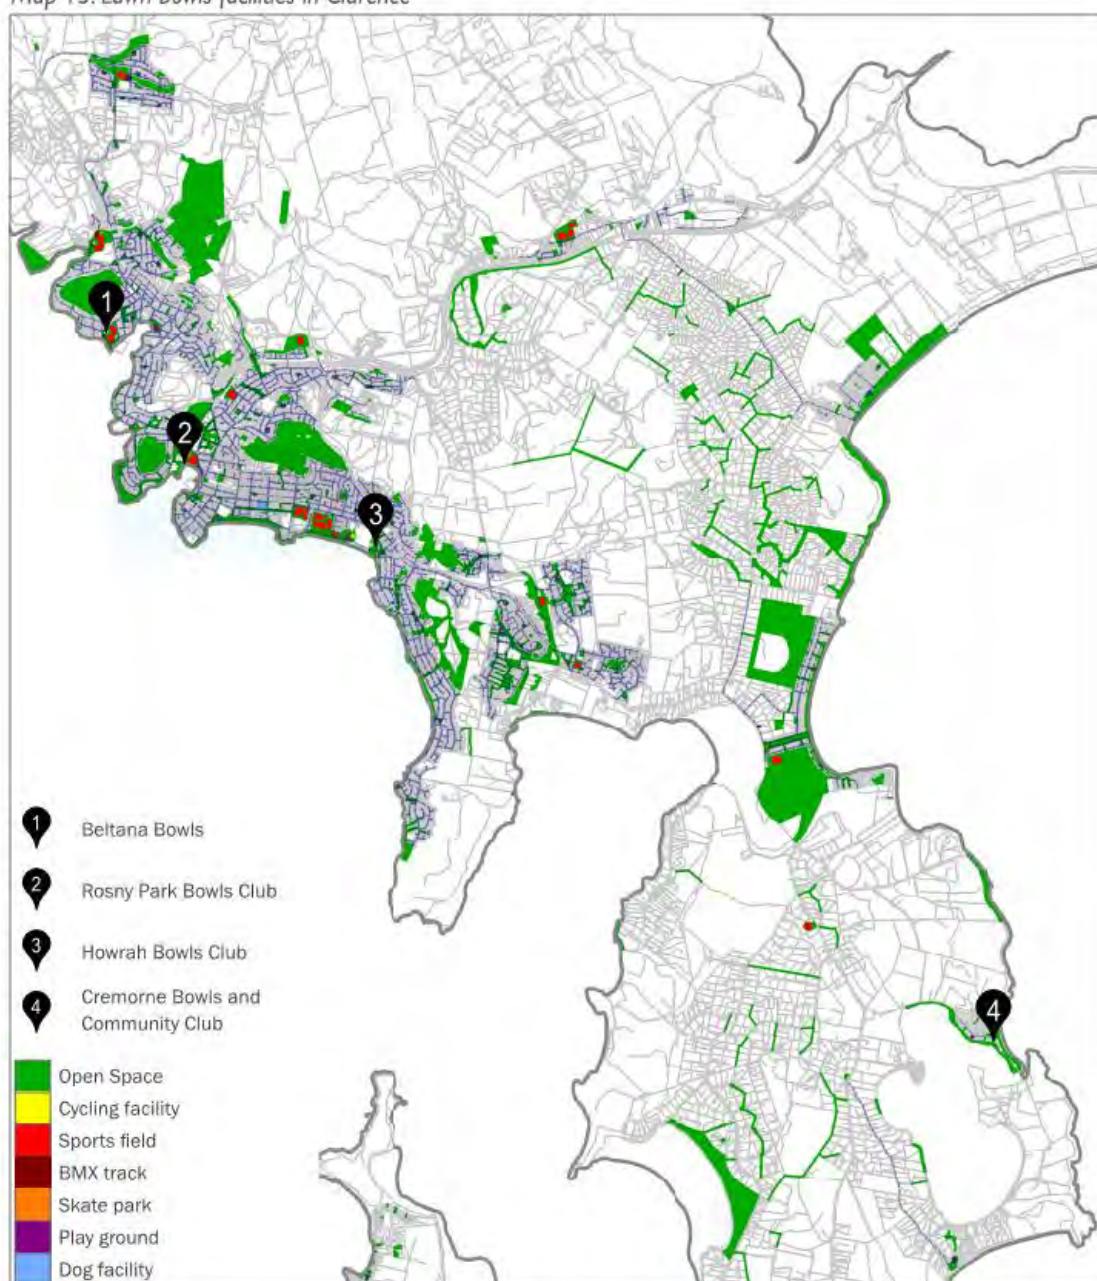 Map 13. Lawn Bowls facilities in Clarence
1
2
3
4
1 Beltana Bowls
2 Rosny Park Bowls Club
3 Howrah Bowls Club
4 Cremorne Bowls and
Community Club
Open Space
Cycling facility
Sports field
BMX track
Skate park
Play ground
Dog facility